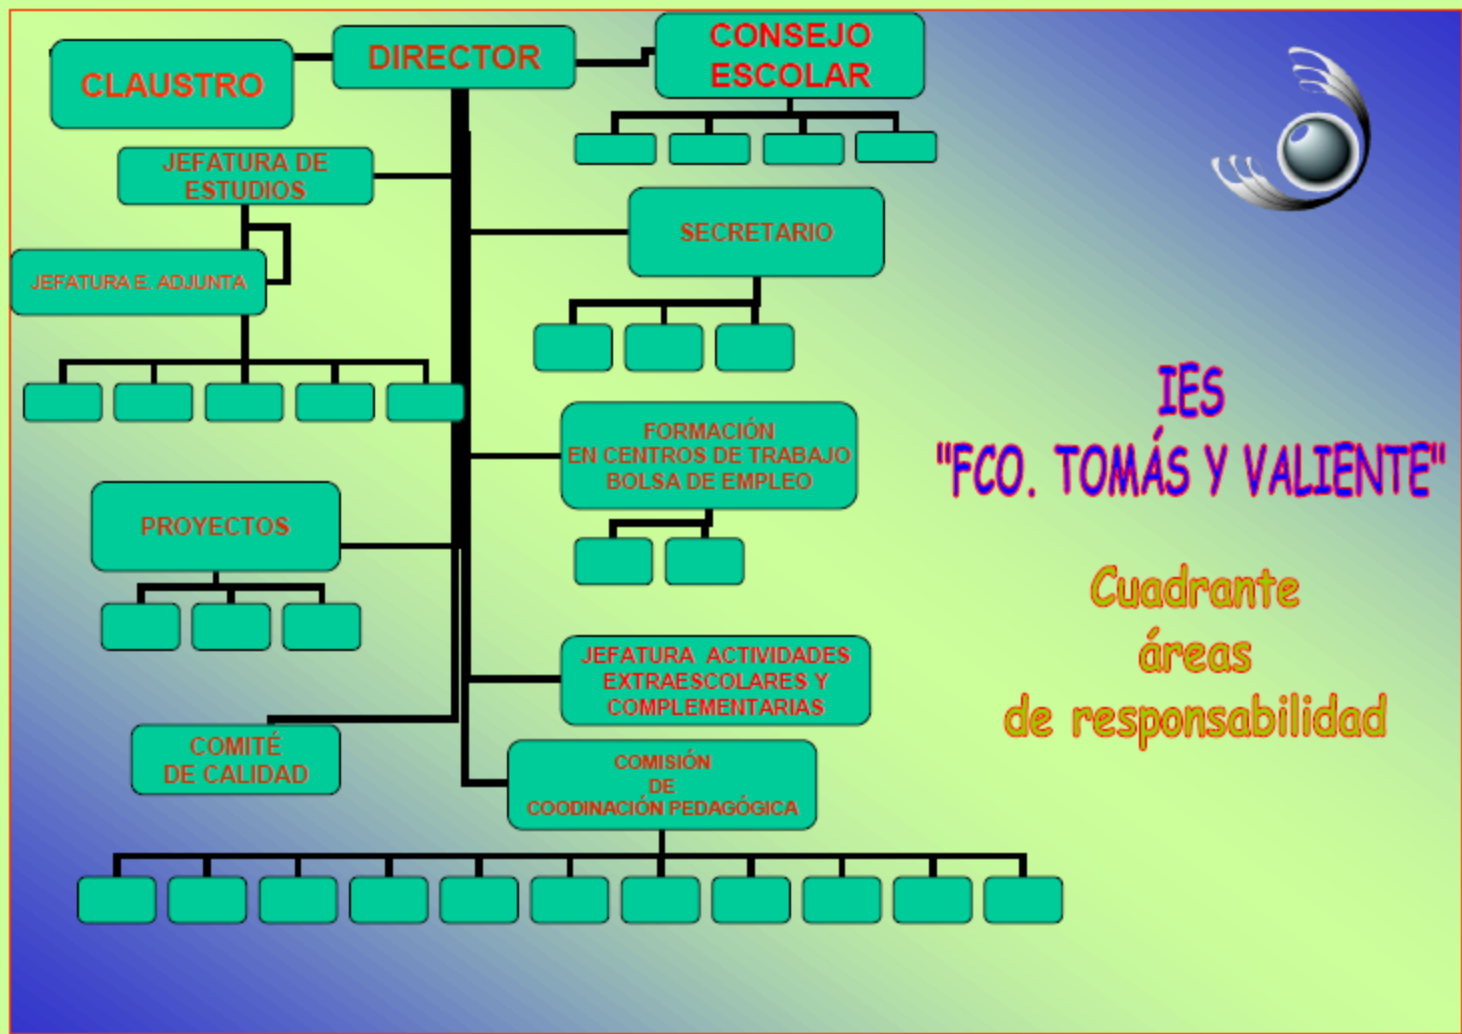 CLAUSTRO
DIRECTOR
CONSEJO
ESCOLAR
JEFATURA DE
ESTUDIOS
SECRETARIO
JEFATURA E. ADJUNTA
FORMACIÓN
EN CENTROS DE TRABAJO
BOLSA DE EMPLEO
PROYECTOS
JEFATURA ACTIVIDADES
EXTRAESCOLARES Y
COMPLEMENTARIAS
COMITÉ
DE CALIDAD
COMISIÓN
DE
COODINACIÓN PEDAGÓGICA
IES
"FCO. TOMÁS Y VALIENTE"
Cuadrante
áreas
de responsabilidad